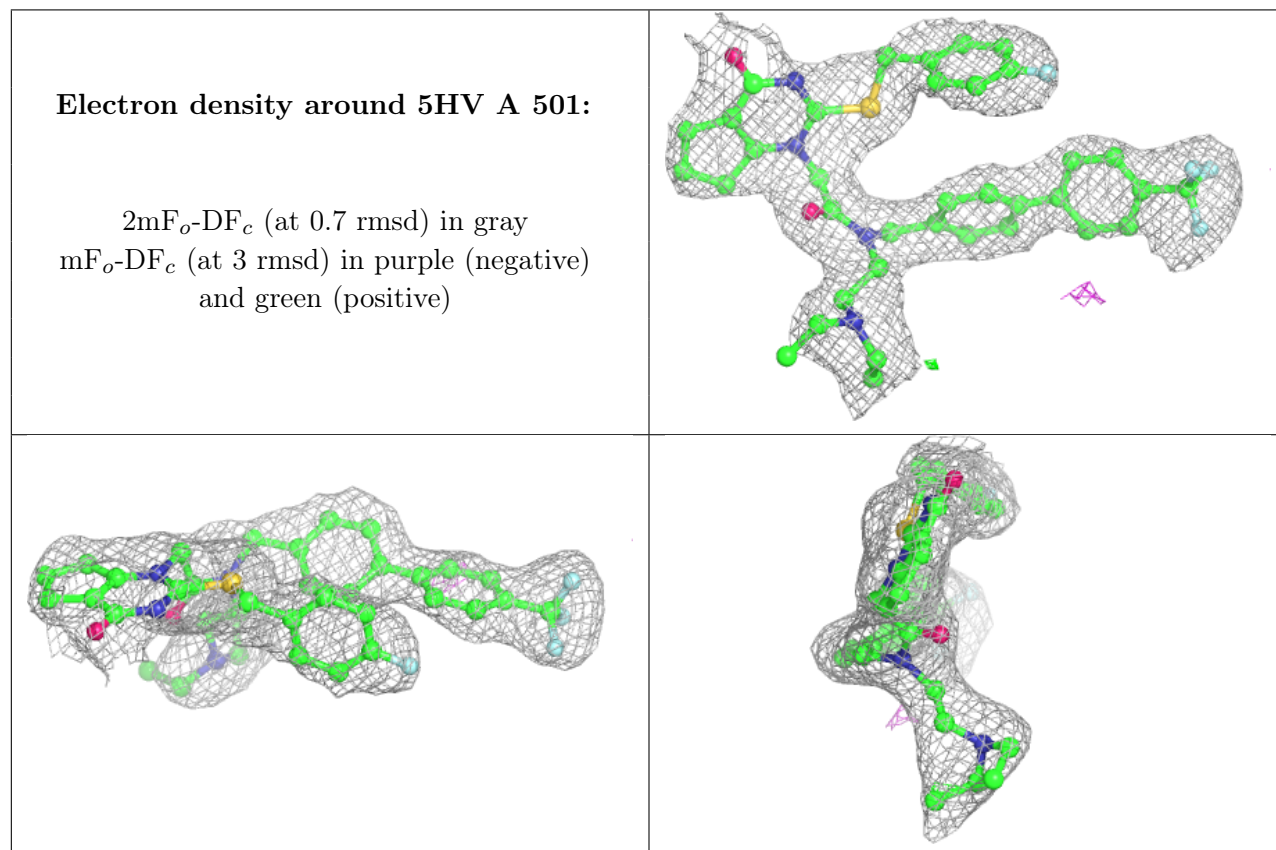 Electron density around 5HV A 501:
2mFo-DFc (at 0.7 rmsd) in gray
mFo-DFc (at 3 rmsd) in purple (negative)
and green (positive)